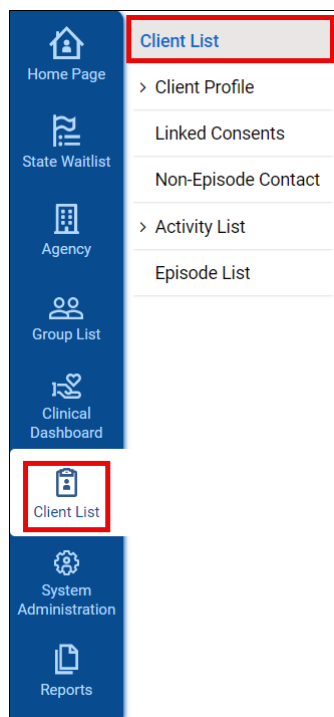 Home Page
State Waitlist
Agency
Group List
Clinical
Dashboard
Client List
System
Administration
Reports
Client List
> Client Profile
Linked Consents
Non-Episode Contact
> Activity List
Episode List